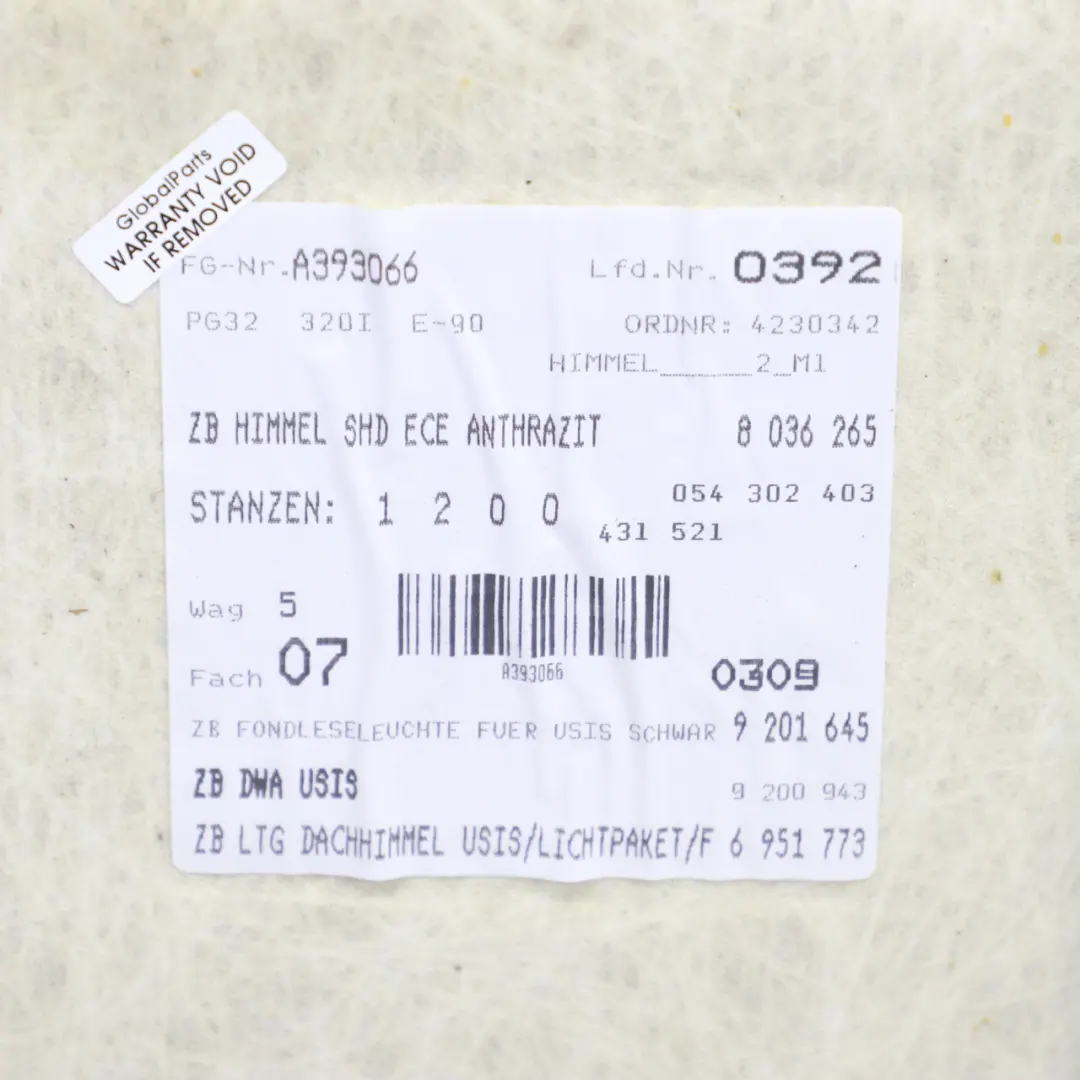 GlobalParts
WARRANTY VOID
IF REMOVED
FG-Nr.A393066 Lfd.Nr. 0392
PG32 320I E-90 ORDNR: 4230342
HIMMEL______2_M1
ZB HIMMEL SHD ECE ANTHRAZIT 8 036 265
STANZEN: 1 2 0 0 054 302 403
431 521
Wag 5
Fach 07 A393066 0309
ZB FONDLESELEUCHTE FUER USIS SCHWAR 9 201 645
ZB DWA USIS 9 200 943
ZB LTG DACHHIMMEL USIS/LICHTPAKET/F 6 951 773